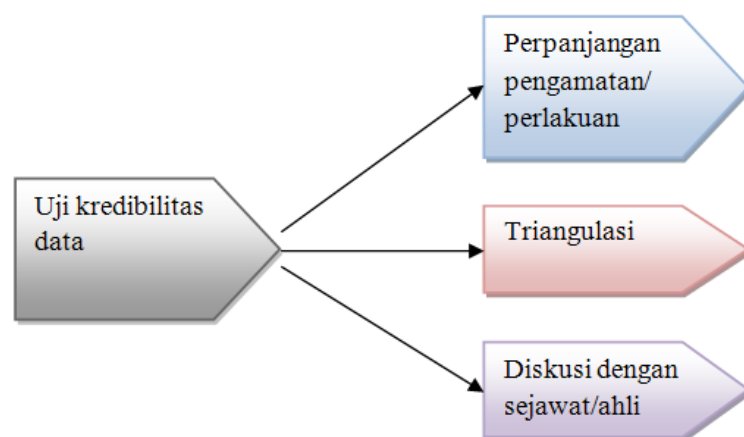 Perpanjangan
pengamatan/
perlakuan
Uji kredibilitas
data
Triangulasi
Diskusi dengan
sejawat/ahli